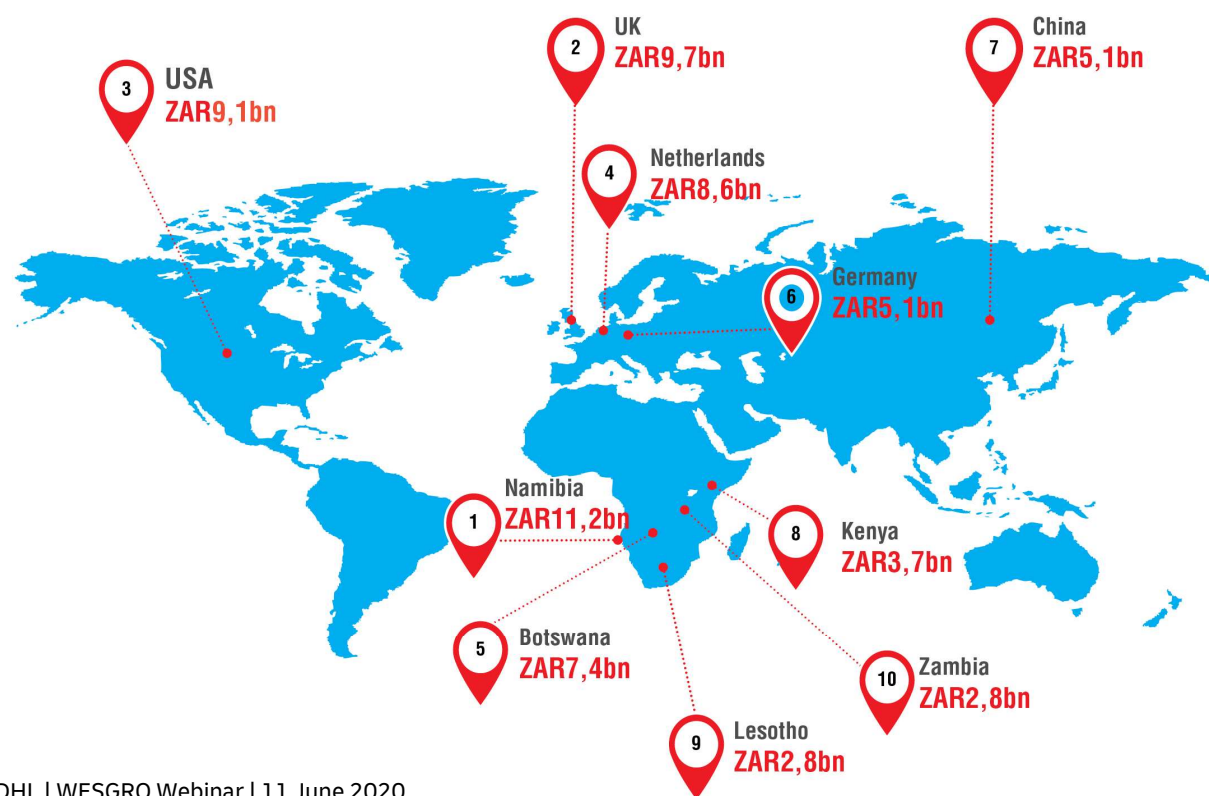 3
USA
ZAR9,1bn
2
UK
ZAR9,7bn
7
China
ZAR5,1bn
4
Netherlands
ZAR8,6bn
6
Germany
ZAR5,1bn
1
Namibia
ZAR11,2bn
8
Kenya
ZAR3,7bn
5
Botswana
ZAR7,4bn
10
Zambia
ZAR2,8bn
9
Lesotho
ZAR2,8bn
DHL | WESGRO Webinar | 11 June 2020